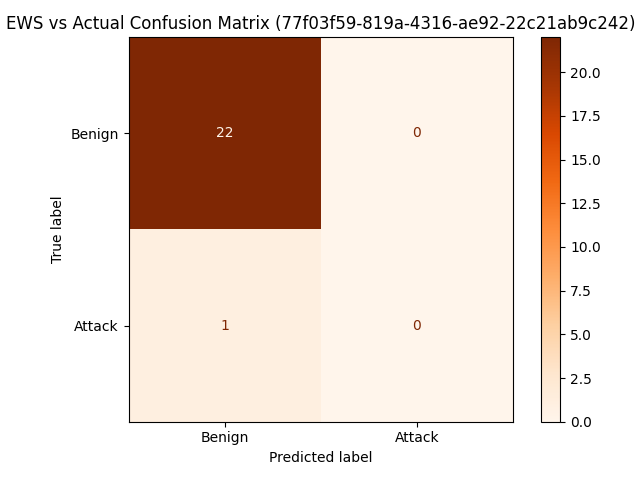 EWS vs Actual Confusion Matrix (77f03f59-819a-4316-ae92-22c21ab9c242)
20.0
17.5
15.0
12.5
10.0
7.5
5.0
2.5
0.0
True label
Benign
22
0
Attack
1
0
Benign
Attack
Predicted label